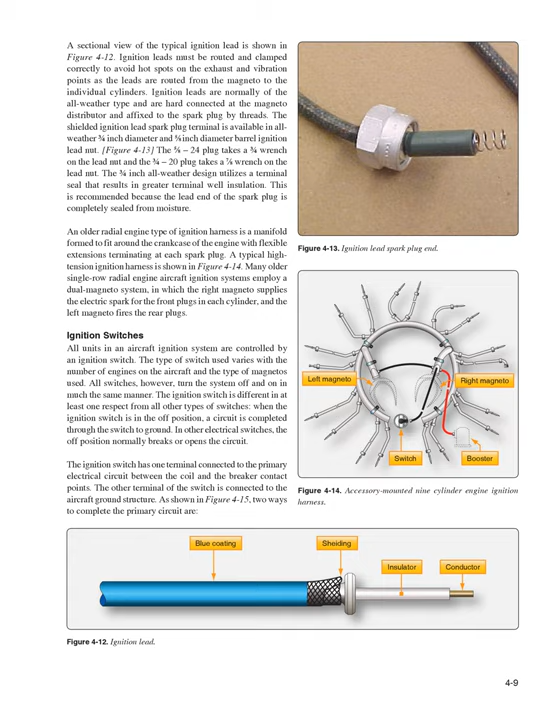 A sectional view of the typical ignition lead is shown in
Figure 4-12. Ignition leads must be routed and clamped
correctly to avoid hot spots on the exhaust and vibration
points as the leads are routed from the magneto to the
individual cylinders. Ignition leads are normally of the
all-weather type and are hard connected at the magneto
distributor and affixed to the spark plug by threads. The
shielded ignition lead spark plug terminal is available in all-
weather ¾ inch diameter and ⅝ inch diameter barrel ignition
lead nut. [Figure 4-13] The ⅝ – 24 plug takes a ¾ wrench
on the lead nut and the ¾ – 20 plug takes a ⅞ wrench on the
lead nut. The ¾ inch all-weather design utilizes a terminal
seal that results in greater terminal well insulation. This
is recommended because the lead end of the spark plug is
completely sealed from moisture.
An older radial engine type of ignition harness is a manifold
formed to fit around the crankcase of the engine with flexible
extensions terminating at each spark plug. A typical high-
tension ignition harness is shown in Figure 4-14. Many older
single-row radial engine aircraft ignition systems employ a
dual-magneto system, in which the right magneto supplies
the electric spark for the front plugs in each cylinder, and the
left magneto fires the rear plugs.
Ignition Switches
All units in an aircraft ignition system are controlled by
an ignition switch. The type of switch used varies with the
number of engines on the aircraft and the type of magnetos
used. All switches, however, turn the system off and on in
much the same manner. The ignition switch is different in at
least one respect from all other types of switches: when the
ignition switch is in the off position, a circuit is completed
through the switch to ground. In other electrical switches, the
off position normally breaks or opens the circuit.
The ignition switch has one terminal connected to the primary
electrical circuit between the coil and the breaker contact
points. The other terminal of the switch is connected to the
aircraft ground structure. As shown in Figure 4-15, two ways
to complete the primary circuit are:
Figure 4-13. Ignition lead spark plug end.
Left magneto
Right magneto
Switch
Booster
Figure 4-14. Accessory-mounted nine cylinder engine ignition
harness.
Blue coating
Sheiding
Insulator
Conductor
Figure 4-12. Ignition lead.
4-9